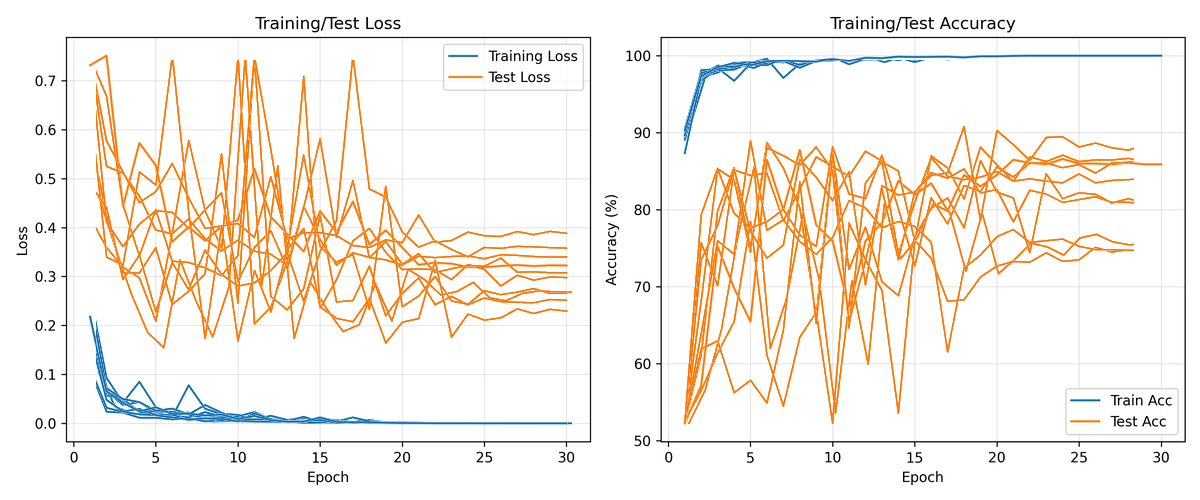 Training/Test Loss
Training Loss
Test Loss
Loss
0.7
0.6
0.5
0.4
0.3
0.2
0.1
0.0
0
5
10
15
20
25
30
Epoch
Training/Test Accuracy
Accuracy (%)
100
90
80
70
60
50
Train Acc
Test Acc
0
5
10
15
20
25
30
Epoch